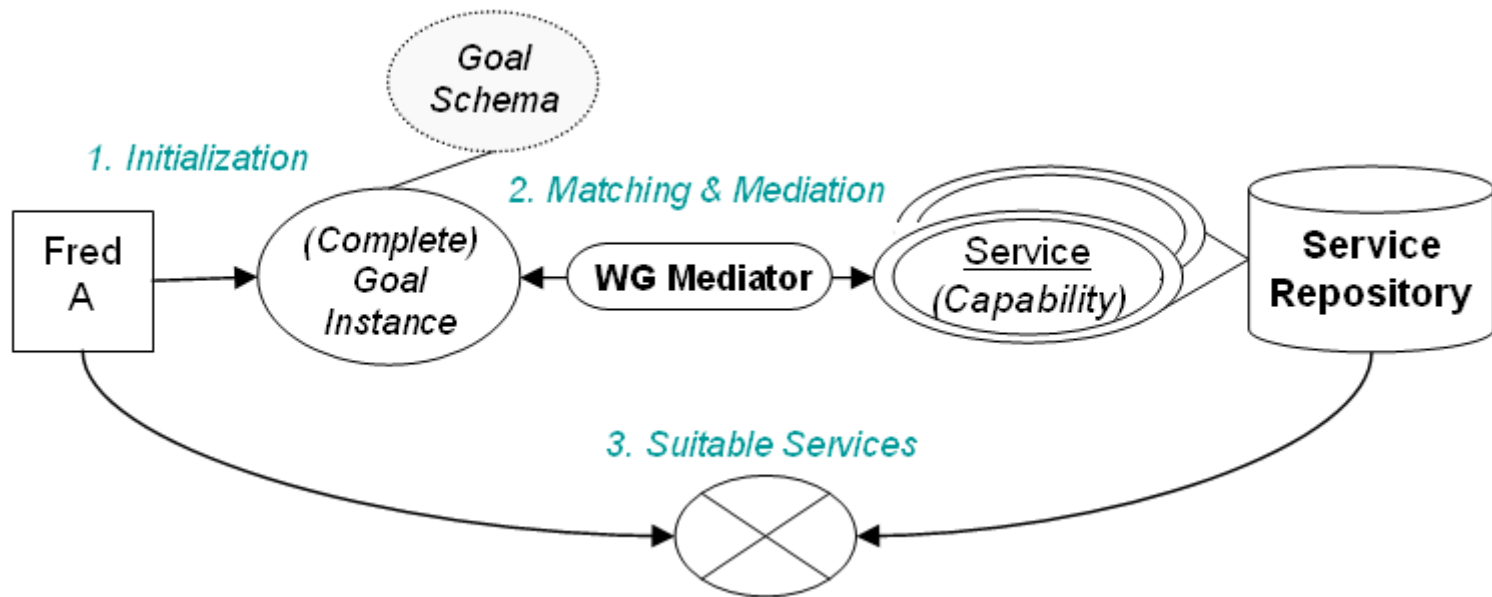 Goal
Schema
1. Initialization
2. Matching & Mediation
Fred
A
(Complete)
Goal
Instance
WG Mediator
Service
(Capability)
Service
Repository
3. Suitable Services